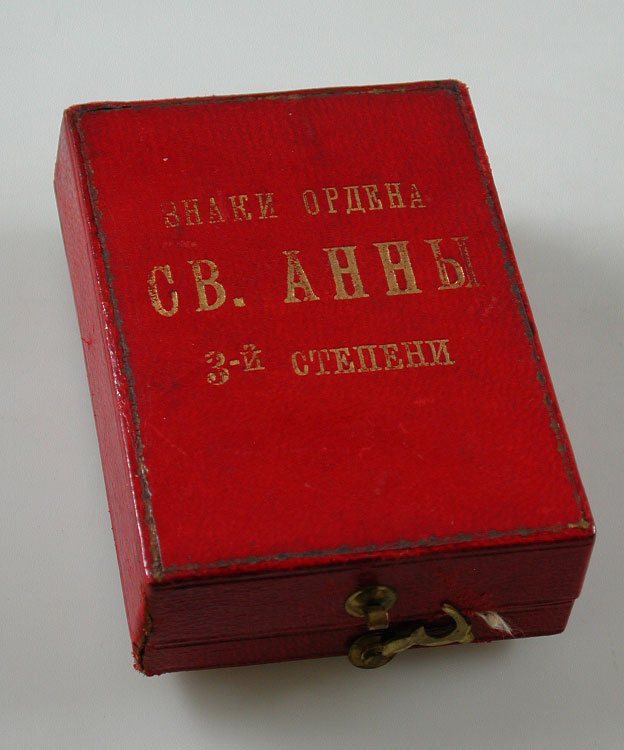 ЗНАКИ ОРДЕНА
СВ. АННЫ
3-й СТЕПЕНИ